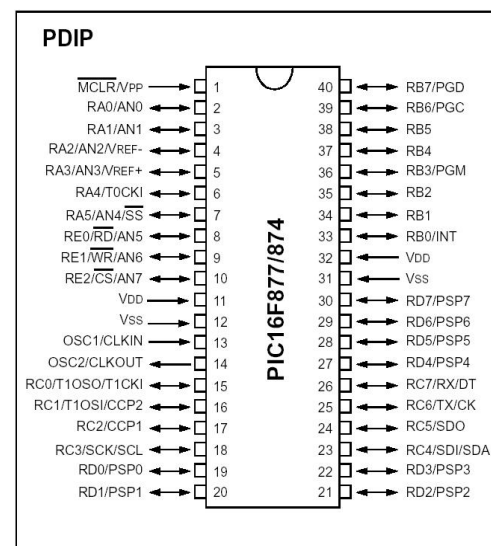 PDIP
MCLR/VPP 1 40 RB7/PGD
RA0/AN0 2 39 RB6/PGC
RA1/AN1 3 38 RB5
RA2/AN2/VREF- 4 37 RB4
RA3/AN3/VREF+ 5 36 RB3/PGM
RA4/T0CKI 6 35 RB2
RA5/AN4/SS 7 34 RB1
RE0/RD/AN5 8 33 RB0/INT
RE1/WR/AN6 9 32 VDD
RE2/CS/AN7 10 31 VSS
VDD 11 30 RD7/PSP7
VSS 12 29 RD6/PSP6
OSC1/CLKIN 13 28 RD5/PSP5
OSC2/CLKOUT 14 27 RD4/PSP4
RC0/T1OSO/T1CKI 15 26 RC7/RX/DT
RC1/T1OSI/CCP2 16 25 RC6/TX/CK
RC2/CCP1 17 24 RC5/SDO
RC3/SCK/SCL 18 23 RC4/SDI/SDA
RD0/PSP0 19 22 RD3/PSP3
RD1/PSP1 20 21 RD2/PSP2
PIC16F877/874